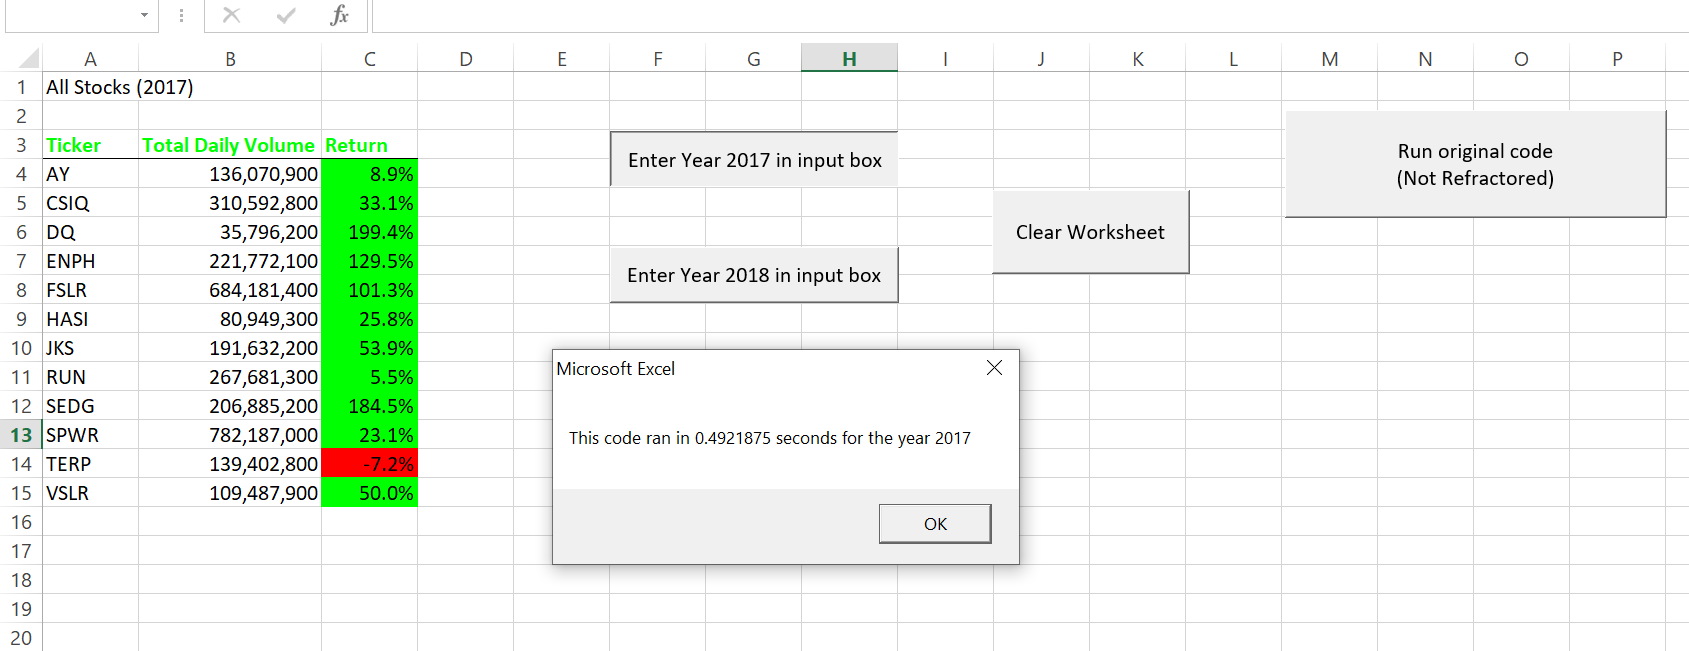 fx
A B C D E F G H I J K L M N O P
1 All Stocks (2017)
2
3 Ticker Total Daily Volume Return
4 AY 136,070,900 8.9%
5 CSIQ 310,592,800 33.1%
6 DQ 35,796,200 199.4%
7 ENPH 221,772,100 129.5%
8 FSLR 684,181,400 101.3%
9 HASI 80,949,300 25.8%
10 JKS 191,632,200 53.9%
11 RUN 267,681,300 5.5%
12 SEDG 206,885,200 184.5%
13 SPWR 782,187,000 23.1%
14 TERP 139,402,800 -7.2%
15 VSLR 109,487,900 50.0%
16
17
18
19
20
Enter Year 2017 in input box
Enter Year 2018 in input box
Clear Worksheet
Run original code
(Not Refractored)
Microsoft Excel
This code ran in 0.4921875 seconds for the year 2017
OK